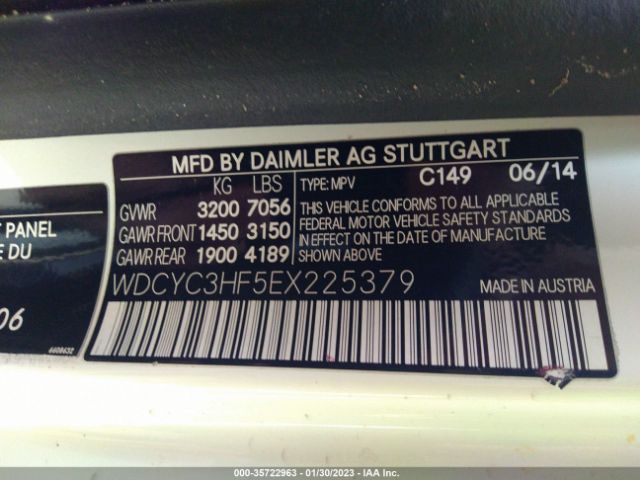 MFD BY DAIMLER AG STUTTGART
KG LBS
GVWR 3200 7056
GAWR FRONT 1450 3150
GAWR REAR 1900 4189
TYPE: MPV C149 06/14
THIS VEHICLE CONFORMS TO ALL APPLICABLE
FEDERAL MOTOR VEHICLE SAFETY STANDARDS
IN EFFECT ON THE DATE OF MANUFACTURE
SHOWN ABOVE
WDCYC3HF5EX225379
MADE IN AUSTRIA
PANEL
DU
06
6608632
000-35722963 - 01/30/2023 - IAA Inc.